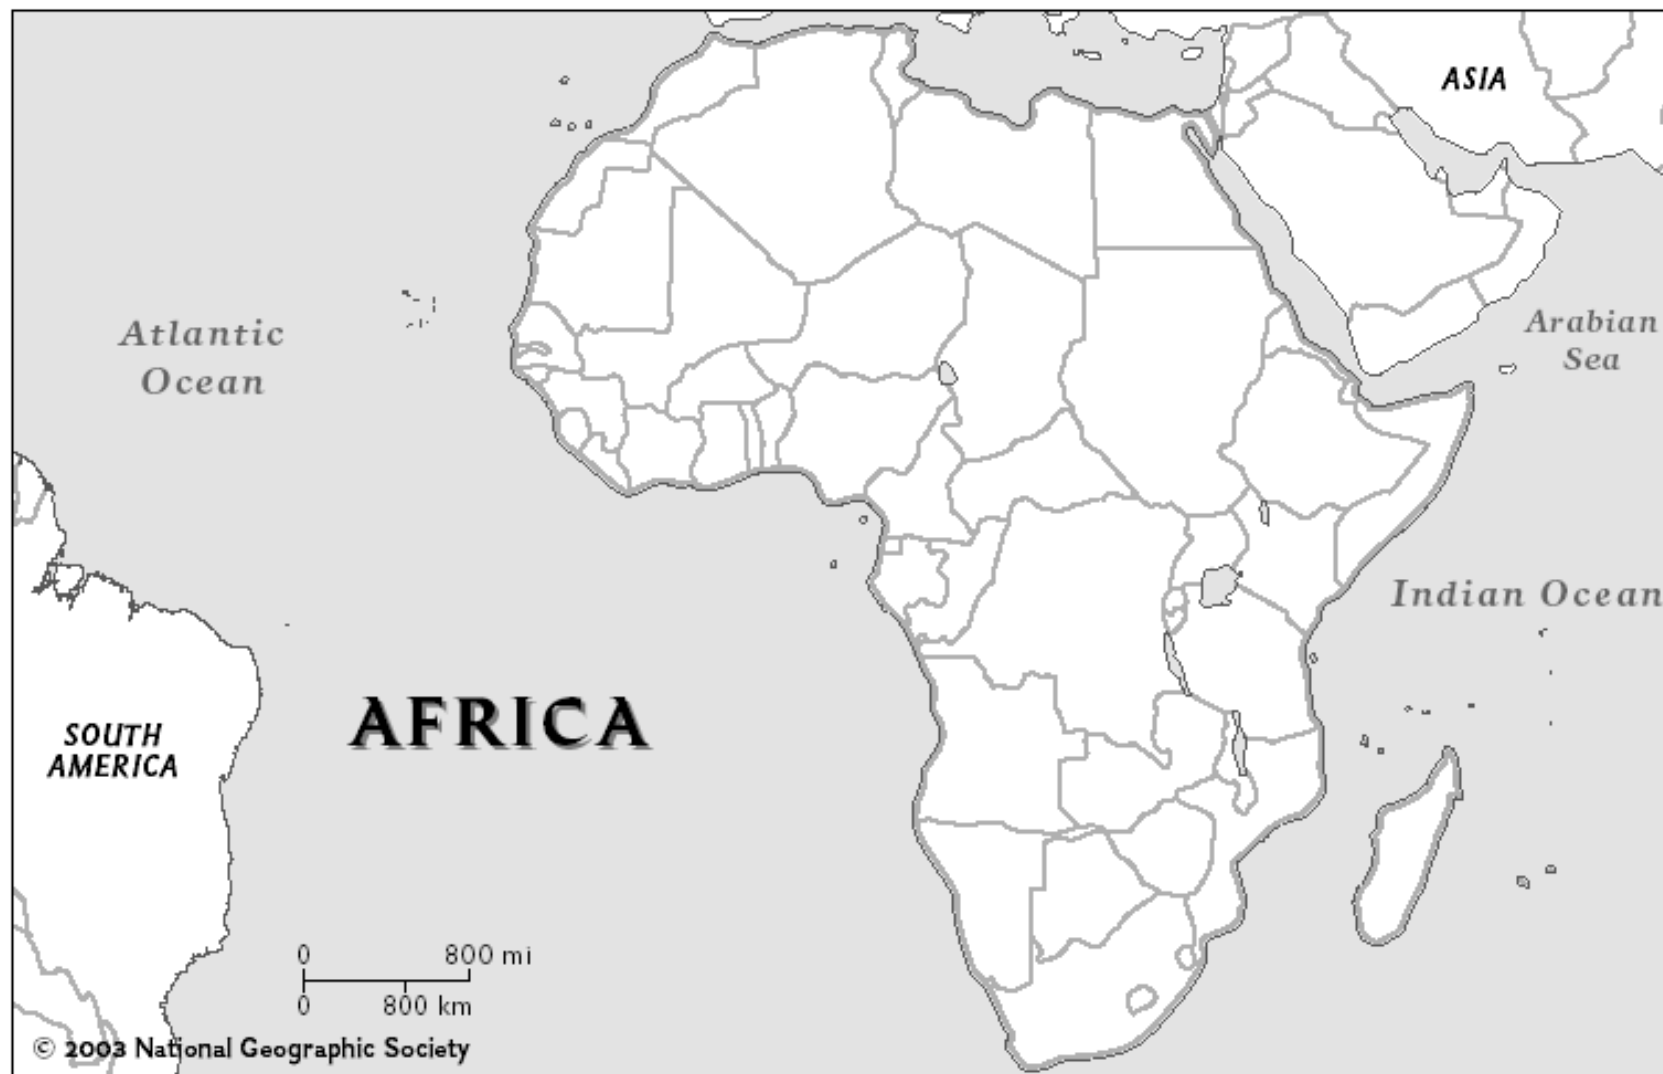 ASIA
Atlantic
Ocean
Arabian
Sea
Indian Ocean
AFRICA
SOUTH
AMERICA
0 800 mi
0 800 km
© 2003 National Geographic Society